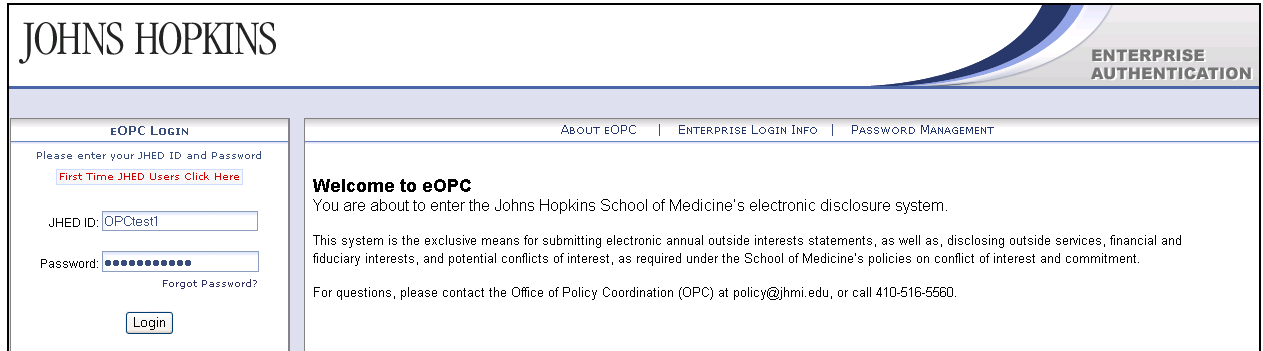 JOHNS HOPKINS
ENTERPRISE
AUTHENTICATION
EOPC LOGIN
Please enter your JHED ID and Password
First Time JHED Users Click Here
JHED ID: OPCtest1
Password: •••••••••••
Forgot Password?
Login
ABOUT EOPC | ENTERPRISE LOGIN INFO | PASSWORD MANAGEMENT
Welcome to eOPC
You are about to enter the Johns Hopkins School of Medicine's electronic disclosure system.
This system is the exclusive means for submitting electronic annual outside interests statements, as well as, disclosing outside services, financial and
fiduciary interests, and potential conflicts of interest, as required under the School of Medicine's policies on conflict of interest and commitment.
For questions, please contact the Office of Policy Coordination (OPC) at policy@jhmi.edu, or call 410-516-5560.